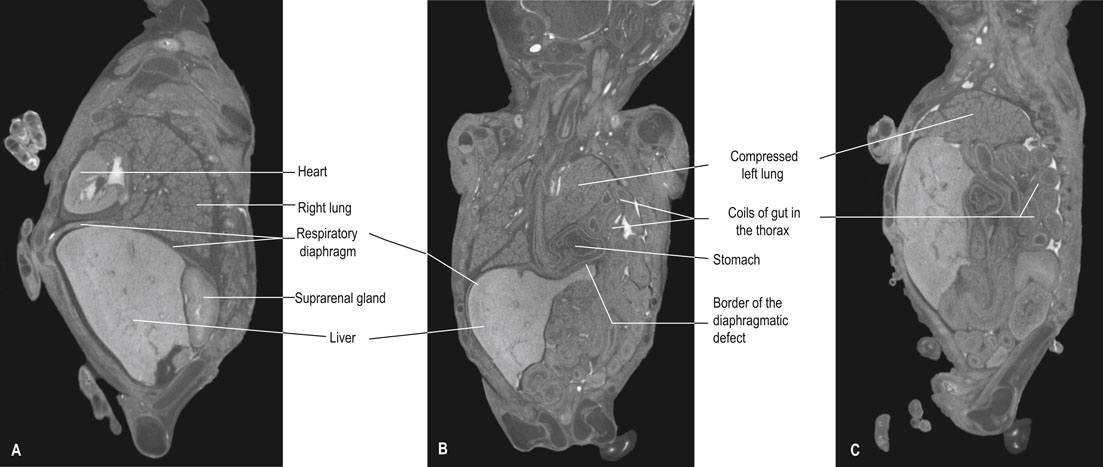 Heart
Right lung
Respiratory
diaphragm
Suprarenal gland
Liver
Compressed
left lung
Coils of gut in
the thorax
Stomach
Border of the
diaphragmatic
defect
A
B
C